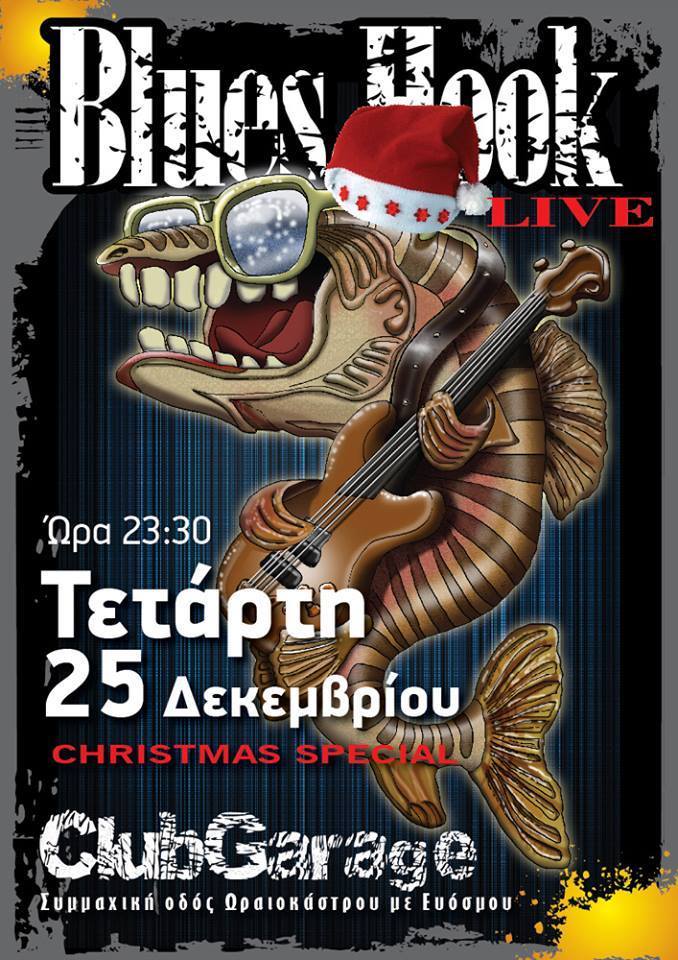 Blues Hook
LIVE
Ώρα 23:30
Τετάρτη
25 Δεκεμβρίου
CHRISTMAS SPECIAL
ClubGarage
Συμμαχική οδός Ωραιοκάστρου με Ευόσμου